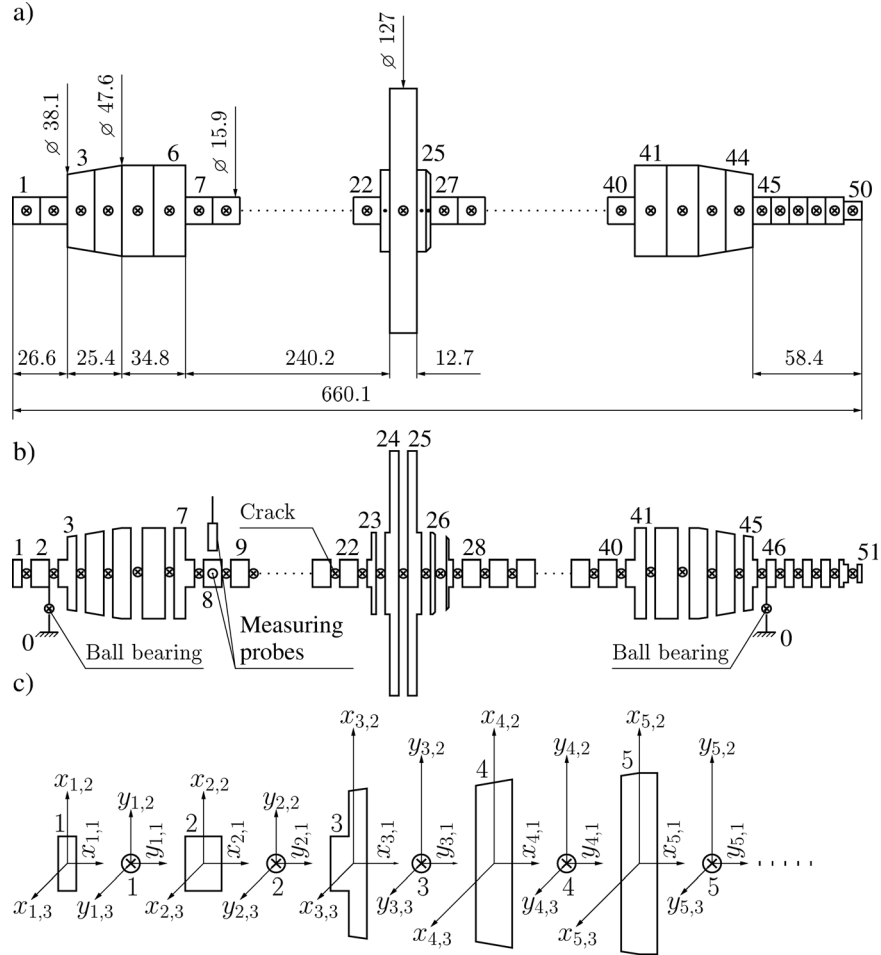 a)
⌀ 127
⌀ 47.6
⌀ 38.1
⌀ 15.9
1 3 6 7 22 25 27 40 41 44 45 50
26.6 25.4 34.8 240.2 12.7 58.4
660.1
b)
24 25
1 2 3 7 9 Crack 22 23 26 28 40 41 45 46 51
8
0 Ball bearing Measuring probes Ball bearing 0
c)
x1,2 y1,2 x2,2 y2,2 x3,2 y3,2 x4,2 y4,2 x5,2 y5,2
1 2 3 4 5
x1,1 y1,1 x2,1 y2,1 x3,1 y3,1 x4,1 y4,1 x5,1 y5,1
1 2 3 4 5
x1,3 y1,3 x2,3 y2,3 x3,3 y3,3 x4,3 y4,3 x5,3 y5,3